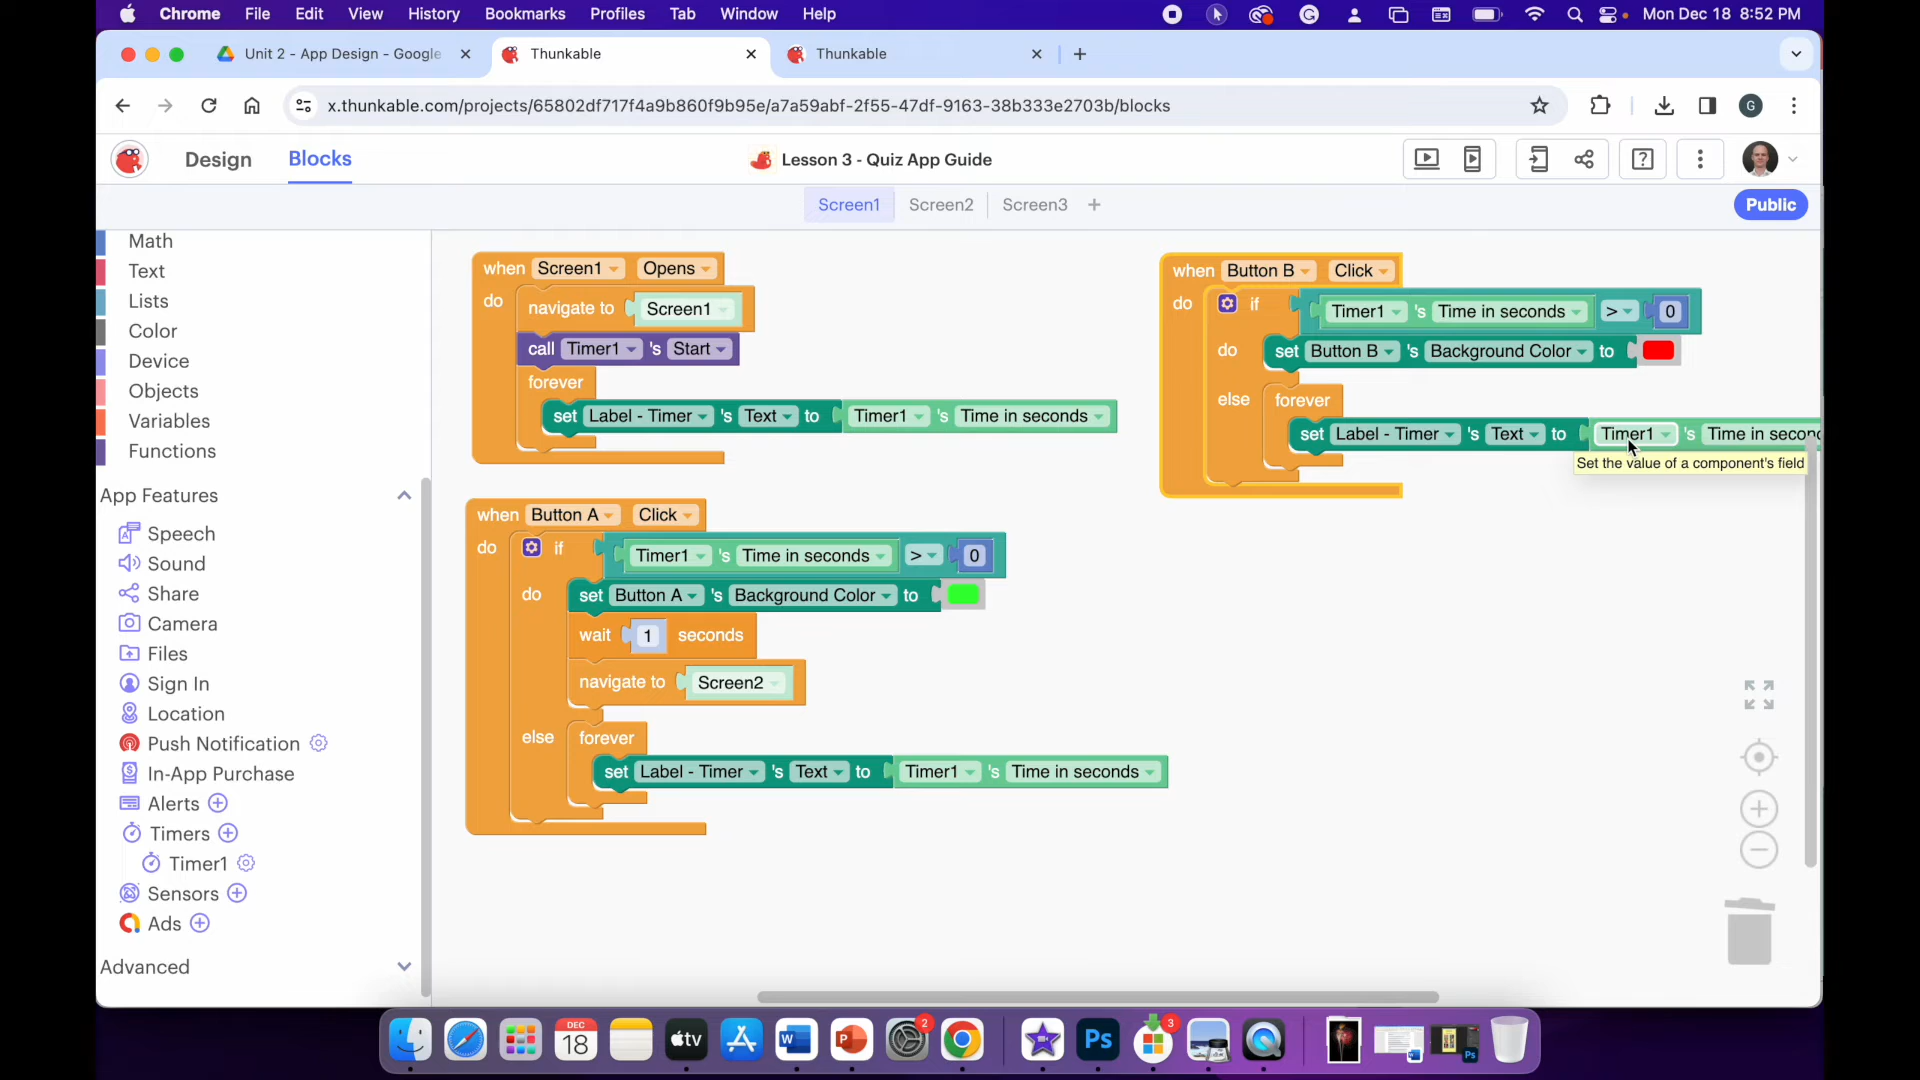 Chrome File Edit View History Bookmarks Profiles Tab Window Help Mon Dec 18 8:52 PM
Unit 2 - App Design - Google Thunkable Thunkable
x.thunkable.com/projects/65802df717f4a9b860f9b95e/a7a59abf-2f55-47df-9163-38b333e2703b/blocks G
Design Blocks Lesson 3 - Quiz App Guide
Screen1 Screen2 Screen3 + Public
Math
Text
Lists
Color
Device
Objects
Variables
Functions
App Features
Speech
Sound
Share
Camera
Files
Sign In
Location
Push Notification
In-App Purchase
Alerts
Timers
Timer1
Sensors
Ads
Advanced
when Screen1 Opens
do navigate to Screen1
call Timer1 's Start
forever
set Label - Timer 's Text to Timer1 's Time in seconds
when Button A Click
do if Timer1 's Time in seconds > 0
do set Button A 's Background Color to
wait 1 seconds
navigate to Screen2
else forever
set Label - Timer 's Text to Timer1 's Time in seconds
when Button B Click
do if Timer1 's Time in seconds > 0
do set Button B 's Background Color to
else forever
set Label - Timer 's Text to Timer1 's Time in secon
Set the value of a component's field
DEC
18
tv
W
P
2
Ps
3